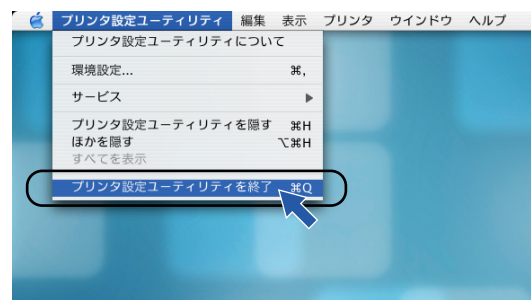 プリンタ設定ユーティリティ 編集 表示 プリンタ ウインドウ ヘルプ
プリンタ設定ユーティリティについて
環境設定... ⌘,
サービス ▶
プリンタ設定ユーティリティを隠す ⌘H
ほかを隠す ⌥⌘H
すべてを表示
プリンタ設定ユーティリティを終了 ⌘Q